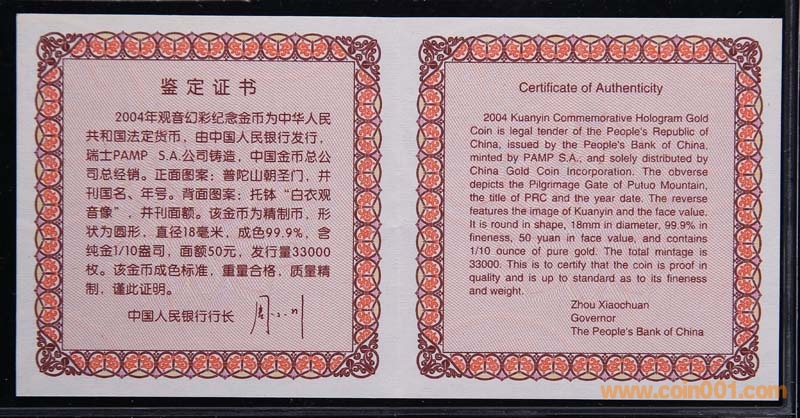 鉴定证书
2004年观音幻彩纪念金币为中华人民
共和国法定货币，由中国人民银行发行，
瑞士PAMP S.A.公司铸造，中国金币总公
司总经销。正面图案：普陀山朝圣门，并
刊国名、年号。背面图案：托钵“白衣观
音像”，并刊面额。该金币为精制币，形
状为圆形，直径18毫米，成色99.9%，含
纯金1/10盎司，面额50元，发行量33000
枚。该金币成色标准，重量合格，质量精
制，谨此证明。
中国人民银行行长
Certificate of Authenticity
2004 Kuanyin Commemorative Hologram Gold
Coin is legal tender of the People's Republic of
China, issued by the People's Bank of China,
minted by PAMP S.A., and solely distributed by
China Gold Coin Incorporation. The obverse
depicts the Pilgrimage Gate of Putuo Mountain,
the title of PRC and the year date. The reverse
features the image of Kuanyin and the face value.
It is round in shape, 18mm in diameter, 99.9% in
fineness, 50 yuan in face value, and contains
1/10 ounce of pure gold. The total mintage is
33000. This is to certify that the coin is proof in
quality and is up to standard as to its fineness
and weight.
Zhou Xiaochuan
Governor
The People's Bank of China
www.coin001.com